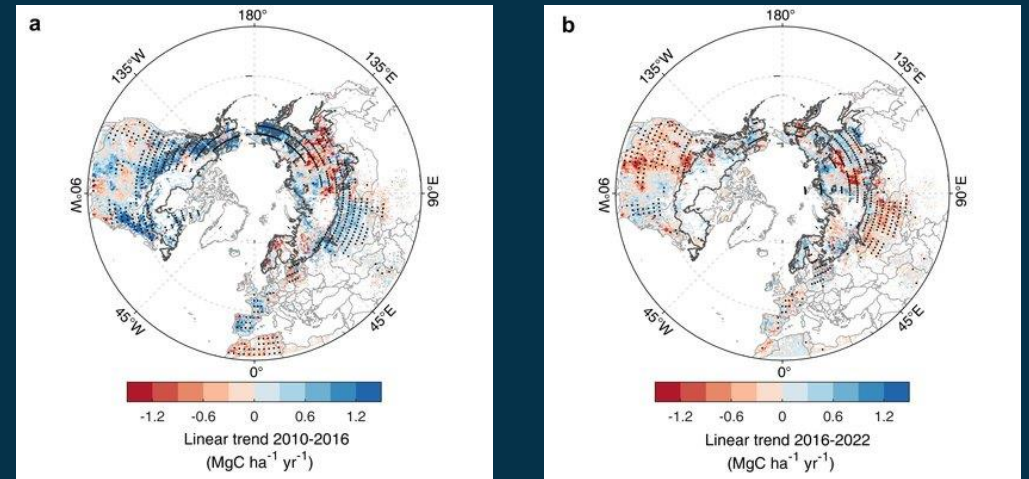 a
180°
135°W
135°E
90°W
90°E
45°W
45°E
0°
-1.2 -0.6 0 0.6 1.2
Linear trend 2010-2016
(MgC ha⁻¹ yr⁻¹)
b
180°
135°W
135°E
90°W
90°E
45°W
45°E
0°
-1.2 -0.6 0 0.6 1.2
Linear trend 2016-2022
(MgC ha⁻¹ yr⁻¹)